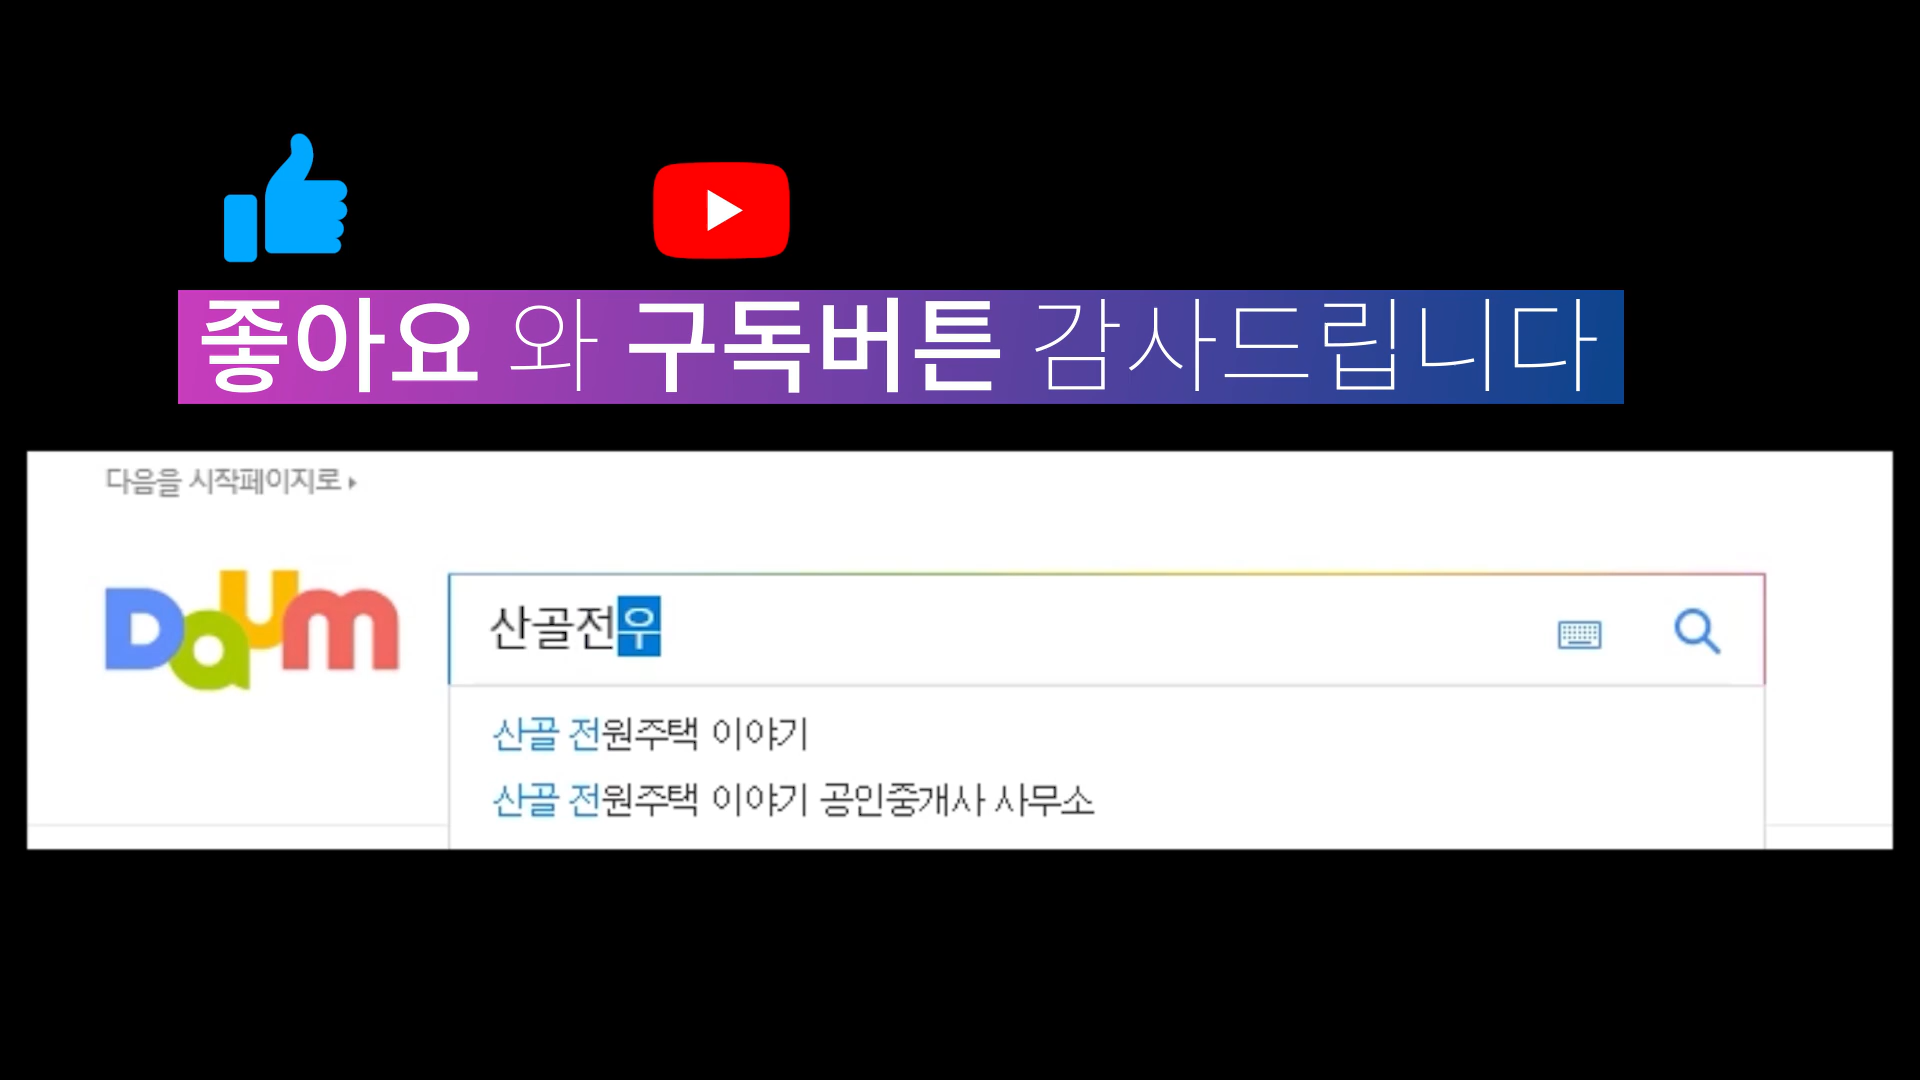 좋아요 와 구독버튼 감사드립니다
다음을 시작페이지로
Daum
산골전우
산골 전원주택 이야기
산골 전원주택 이야기 공인중개사 사무소